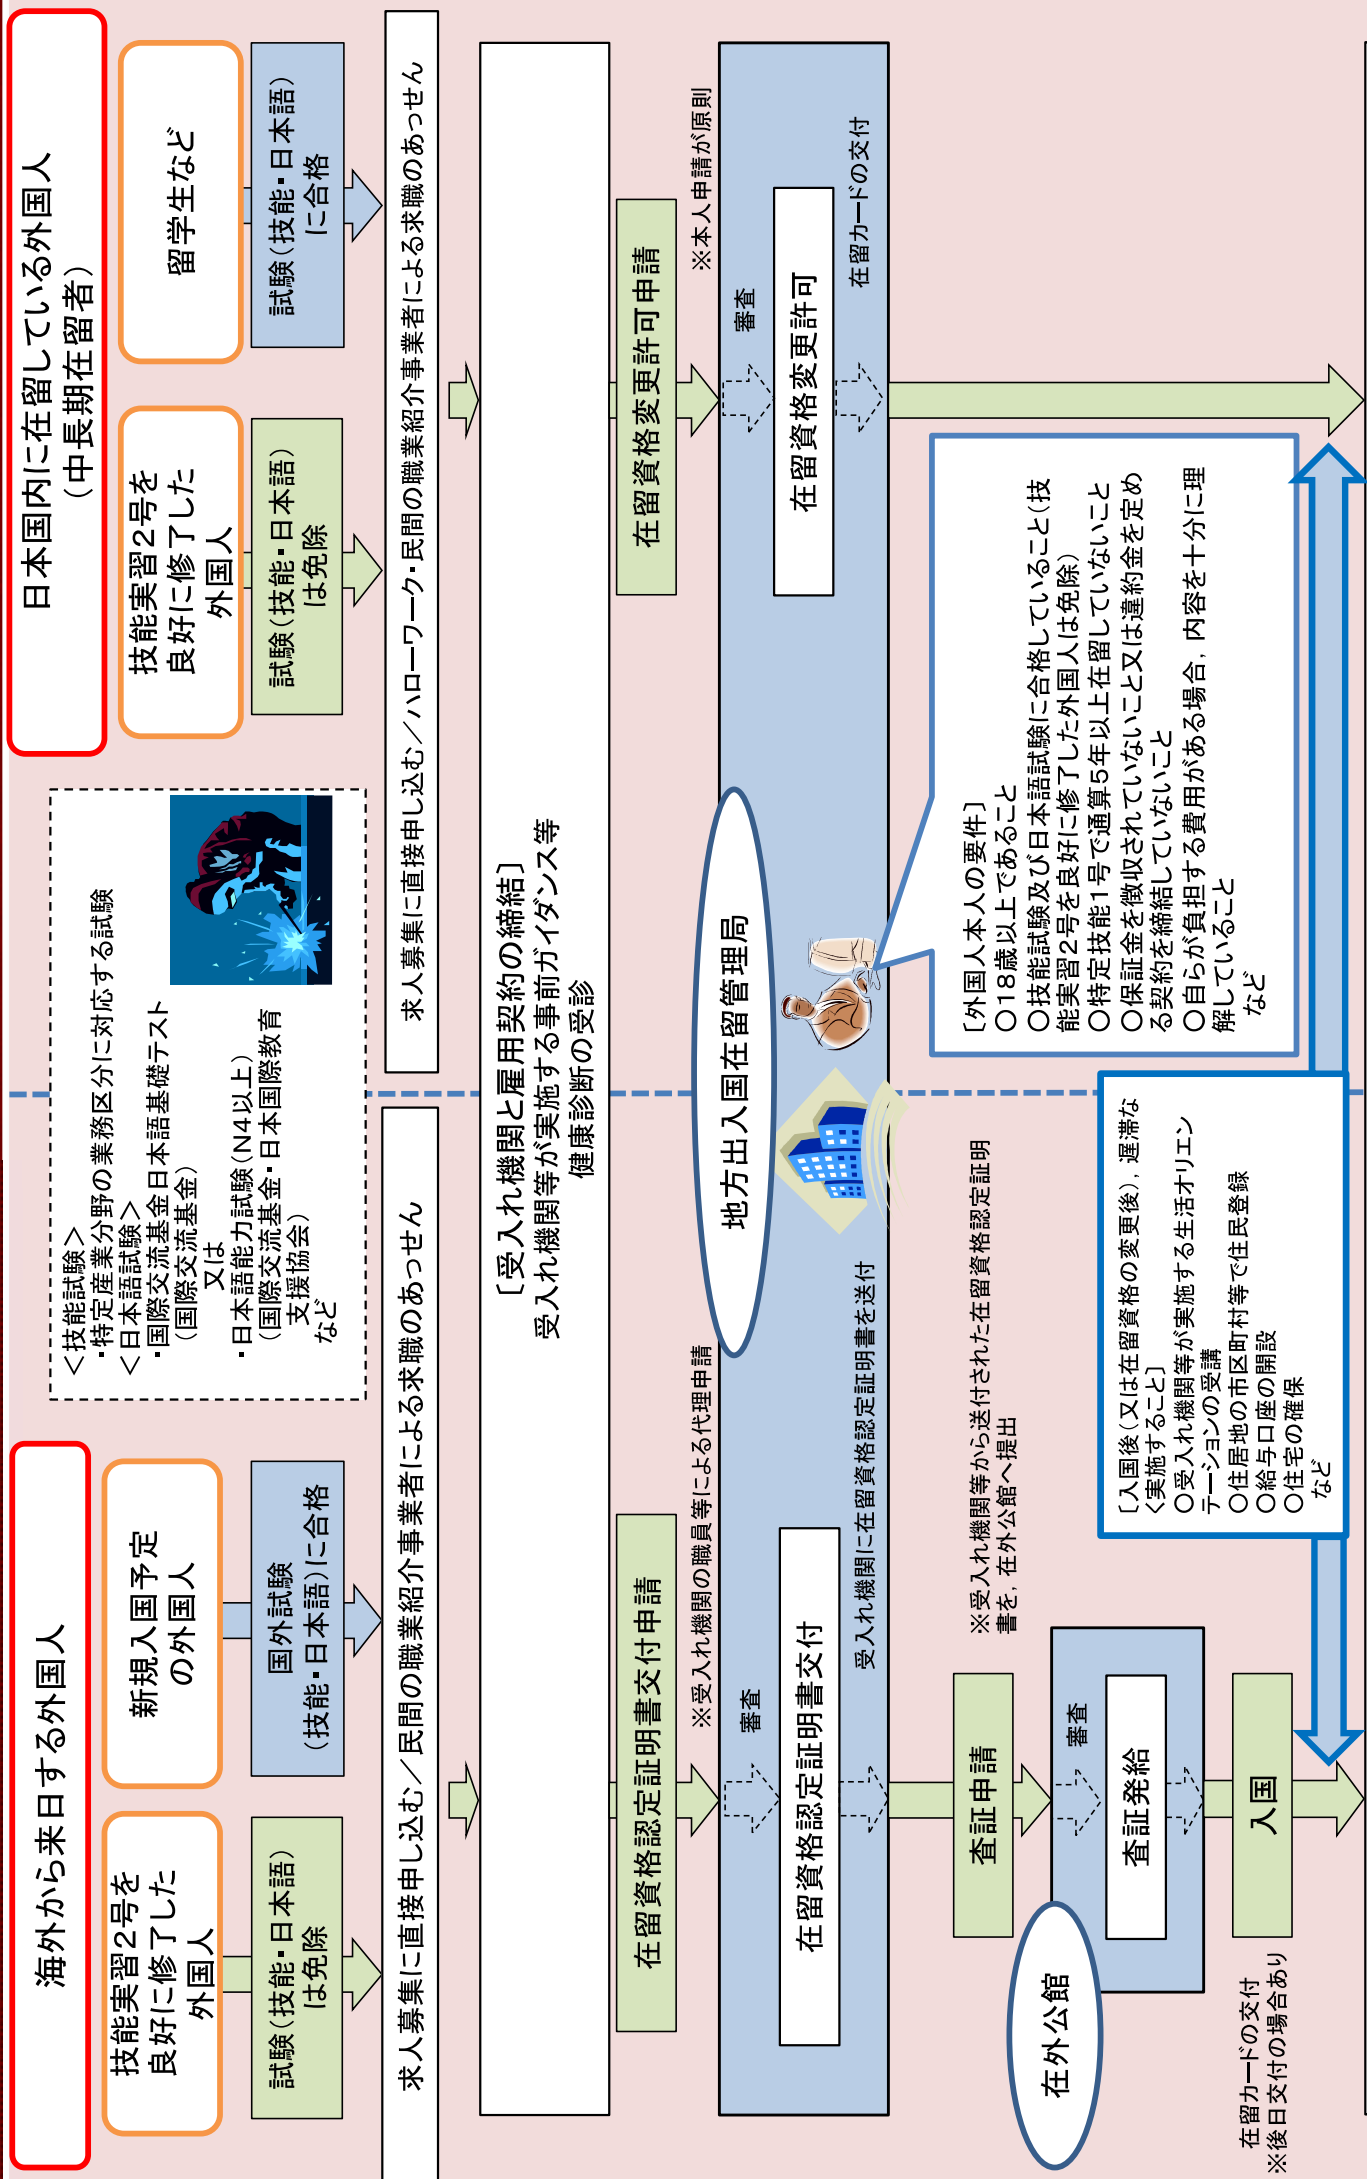 海外から来日する外国人
日本国内に在留している外国人
（中長期在留者）
技能実習２号を
良好に修了した
外国人
新規入国予定
の外国人
＜技能試験＞
・特定産業分野の業務区分に対応する試験
＜日本語試験＞
・国際交流基金日本語基礎テスト
（国際交流基金）
又は
・日本語能力試験（Ｎ４以上）
（国際交流基金・日本国際教育
支援協会）
など
技能実習２号を
良好に修了した
外国人
留学生など
試験（技能・日本語）
は免除
国外試験
（技能・日本語）に合格
試験（技能・日本語）
は免除
試験（技能・日本語）
に合格
求人募集に直接申し込む／民間の職業紹介事業者による求職のあっせん
求人募集に直接申し込む／ハローワーク・民間の職業紹介事業者による求職のあっせん
［受入れ機関と雇用契約の締結］
受入れ機関等が実施する事前ガイダンス等
健康診断の受診
在留資格認定証明書交付申請
在留資格変更許可申請
※受入れ機関の職員等による代理申請
※本人申請が原則
地方出入国在留管理局
審査
審査
在留資格認定証明書交付
在留資格変更許可
受入れ機関に在留資格認定証明書を送付
在留カードの交付
査証申請
※受入れ機関等から送付された在留資格認定証明
書を，在外公館へ提出
［外国人本人の要件］
○１８歳以上であること
○技能試験及び日本語試験に合格していること（技
能実習２号を良好に修了した外国人は免除）
○特定技能１号で通算５年以上在留していないこと
○保証金を徴収されていないこと又は違約金を定め
る契約を締結していないこと
○自らが負担する費用がある場合，内容を十分に理
解していること
など
在外公館
審査
査証発給
［入国後（又は在留資格の変更後），遅滞な
く実施すること］
○受入れ機関等が実施する生活オリエン
テーションの受講
○住居地の市区町村等で住民登録
○給与口座の開設
○住宅の確保
など
入国
在留カードの交付
※後日交付の場合あり